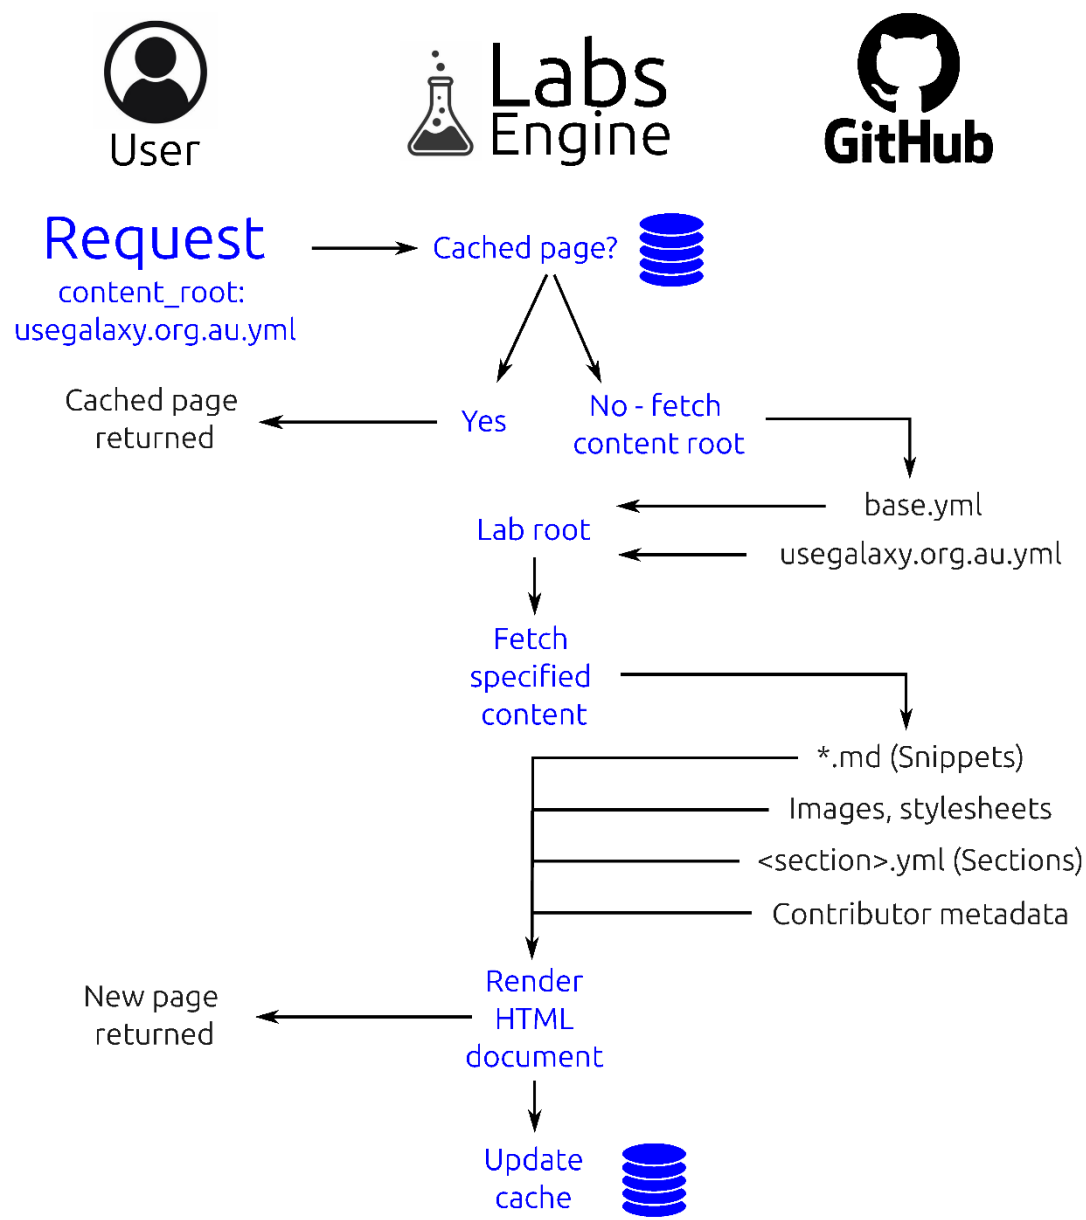 User
Labs
Engine
GitHub
Request
content_root:
usegalaxy.org.au.yml
Cached page?
Cached page
returned
Yes
No - fetch
content root
base.yml
Lab root
usegalaxy.org.au.yml
Fetch
specified
content
*.md (Snippets)
Images, stylesheets
<section>.yml (Sections)
Contributor metadata
Render
HTML
document
New page
returned
Update
cache